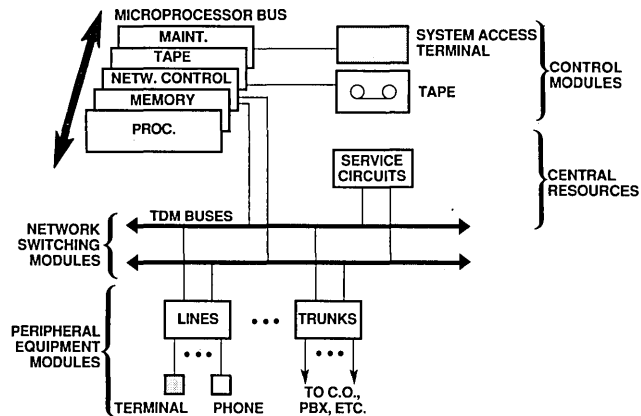 MICROPROCESSOR BUS
MAINT.
TAPE
NETW. CONTROL
MEMORY
PROC.
SYSTEM ACCESS
TERMINAL
TAPE
CONTROL
MODULES
SERVICE
CIRCUITS
CENTRAL
RESOURCES
NETWORK
SWITCHING
MODULES
TDM BUSES
PERIPHERAL
EQUIPMENT
MODULES
LINES
TRUNKS
TERMINAL
PHONE
TO C.O.,
PBX, ETC.